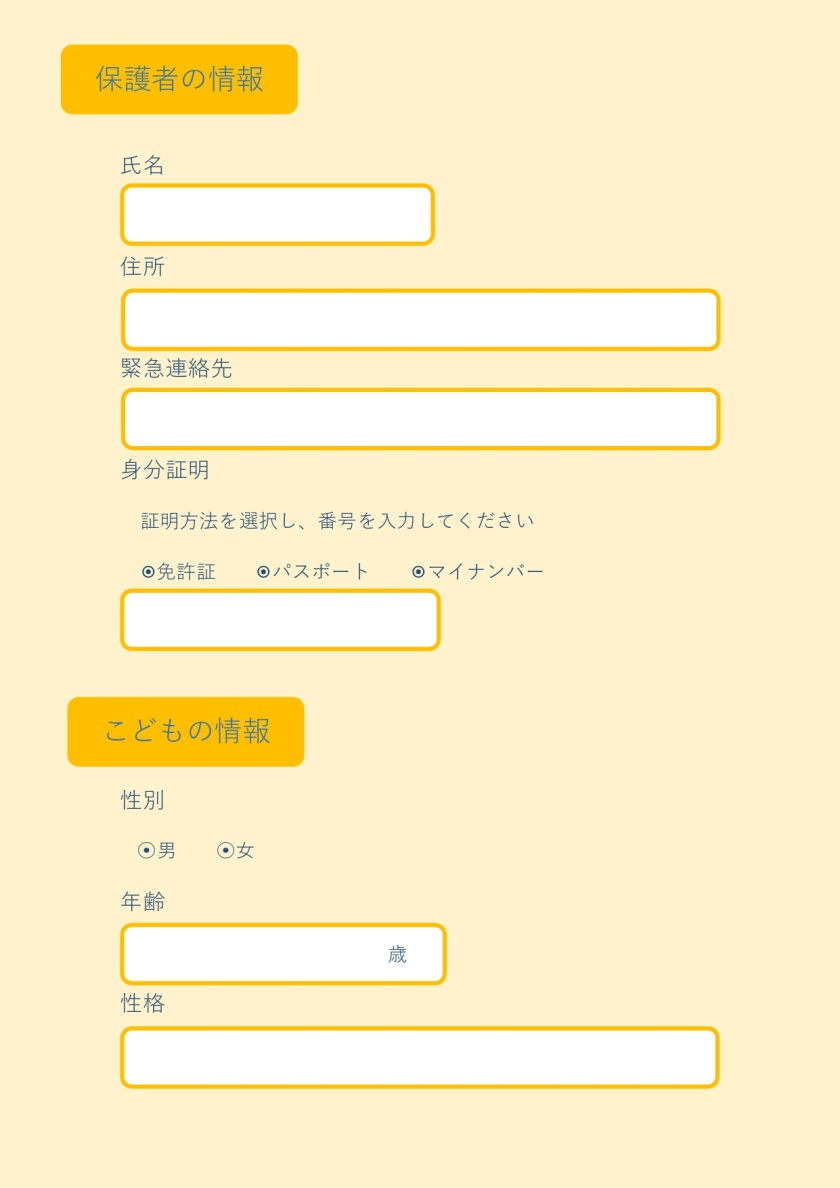 保護者の情報
氏名
住所
緊急連絡先
身分証明
証明方法を選択し、番号を入力してください
◉免許証 ◉パスポート ◉マイナンバー
こどもの情報
性別
◉男 ◉女
年齢
歳
性格